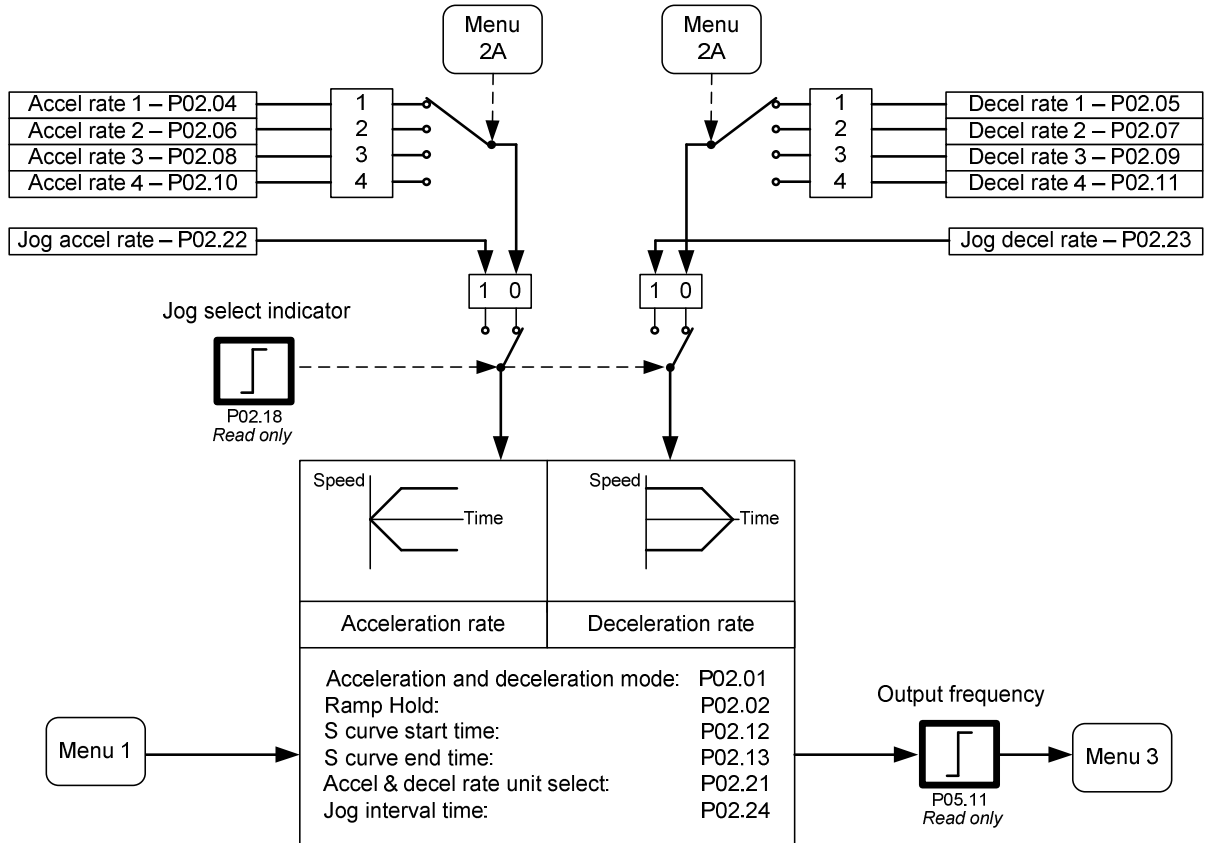 Menu
2A
Menu
2A
Accel rate 1 – P02.04
1
1
Decel rate 1 – P02.05
Accel rate 2 – P02.06
2
2
Decel rate 2 – P02.07
Accel rate 3 – P02.08
3
3
Decel rate 3 – P02.09
Accel rate 4 – P02.10
4
4
Decel rate 4 – P02.11
Jog accel rate – P02.22
Jog decel rate – P02.23
1 0
1 0
Jog select indicator
P02.18
Read only
Speed
Time
Speed
Time
Acceleration rate
Deceleration rate
Acceleration and deceleration mode: P02.01
Ramp Hold: P02.02
S curve start time: P02.12
S curve end time: P02.13
Accel & decel rate unit select: P02.21
Jog interval time: P02.24
Menu 1
Output frequency
P05.11
Read only
Menu 3